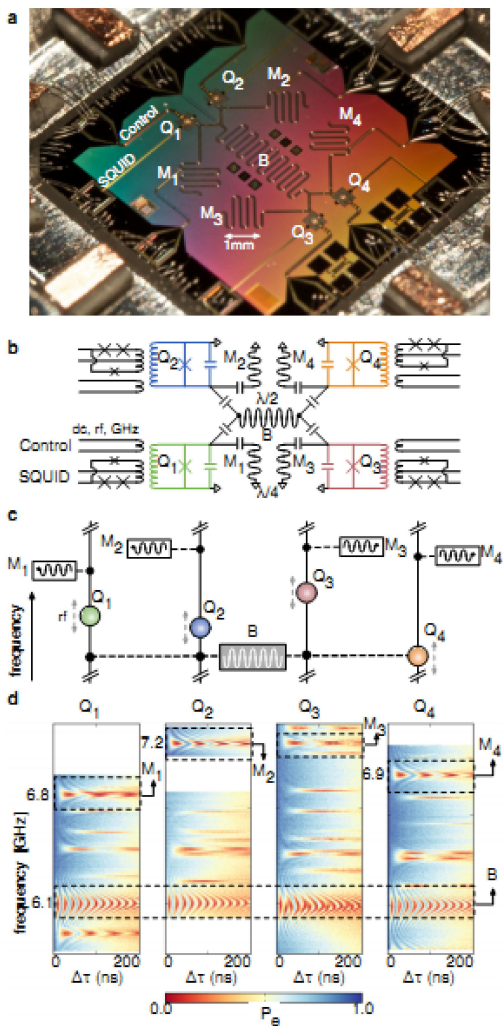 a
Q2
M2
Control
Q1
M4
SQUID
B
M1
Q4
M3
1mm
Q3
b
Q2
M2
M4
Q4
λ/2
dc, rf, GHz
B
Control
Q1
M1
M3
Q3
SQUID
λ/4
c
M1
M2
M3
M4
Q1
Q2
Q3
Q4
rf
B
frequency
d
Q1
Q2
Q3
Q4
7.2
M1
M2
M3
M4
6.8
6.9
frequency [GHz]
6.1
B
0 200
0 200
0 200
0 200
Δτ (ns)
Δτ (ns)
Δτ (ns)
Δτ (ns)
0.0
Pe
1.0